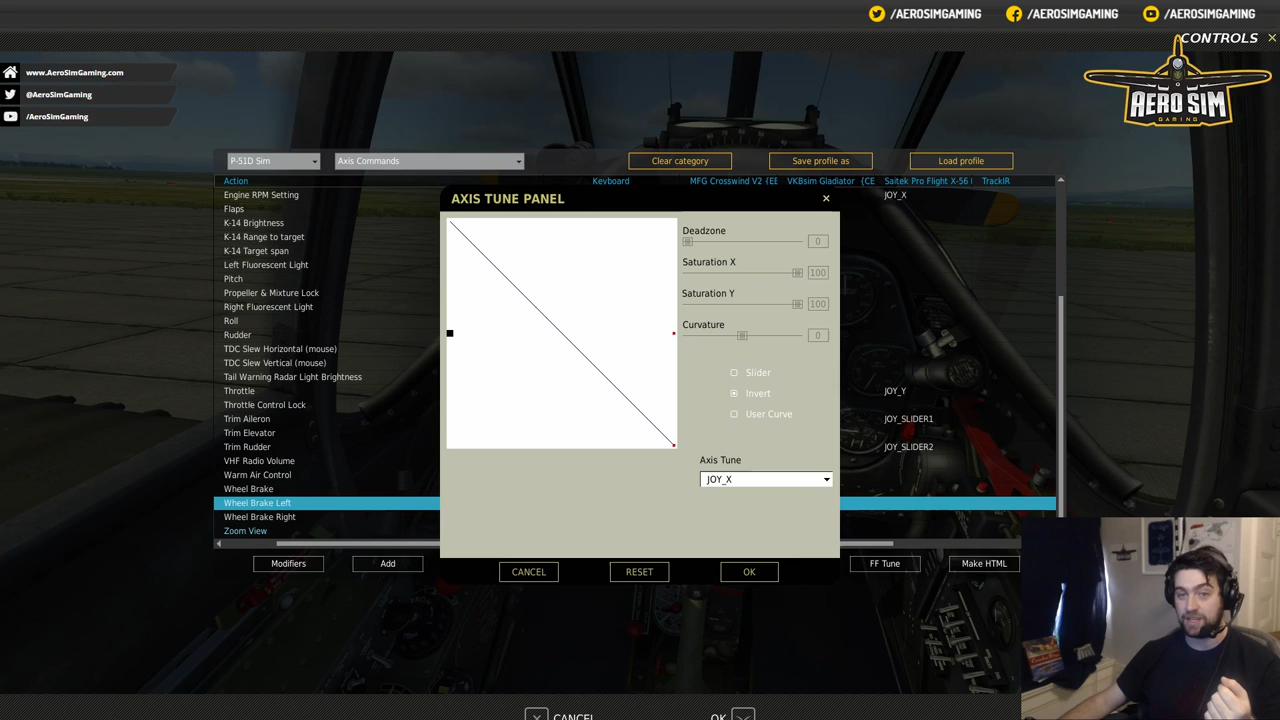 /AEROSIMGAMING /AEROSIMGAMING /AEROSIMGAMING
CONTROLS
www.AeroSimGaming.com
@AeroSimGaming
/AeroSimGaming
AERO SIM
GAMING
P-51D Sim Axis Commands Clear category Save profile as Load profile
Action Keyboard MFG Crosswind V2 {EE VKBsim Gladiator {CE Saitek Pro Flight X-56 TrackIR
Engine RPM Setting JOY_X
Flaps
K-14 Brightness
K-14 Range to target
K-14 Target span
Left Fluorescent Light
Pitch
Propeller & Mixture Lock
Right Fluorescent Light
Roll
Rudder
TDC Slew Horizontal (mouse)
TDC Slew Vertical (mouse)
Tail Warning Radar Light Brightness
Throttle JOY_Y
Throttle Control Lock
Trim Aileron JOY_SLIDER1
Trim Elevator
Trim Rudder JOY_SLIDER2
VHF Radio Volume
Warm Air Control
Wheel Brake
Wheel Brake Left
Wheel Brake Right
Zoom View
AXIS TUNE PANEL
Deadzone
0
Saturation X
100
Saturation Y
100
Curvature
0
Slider
Invert
User Curve
Axis Tune
JOY_X
CANCEL RESET OK
Modifiers Add FF Tune Make HTML
CANCEL OK